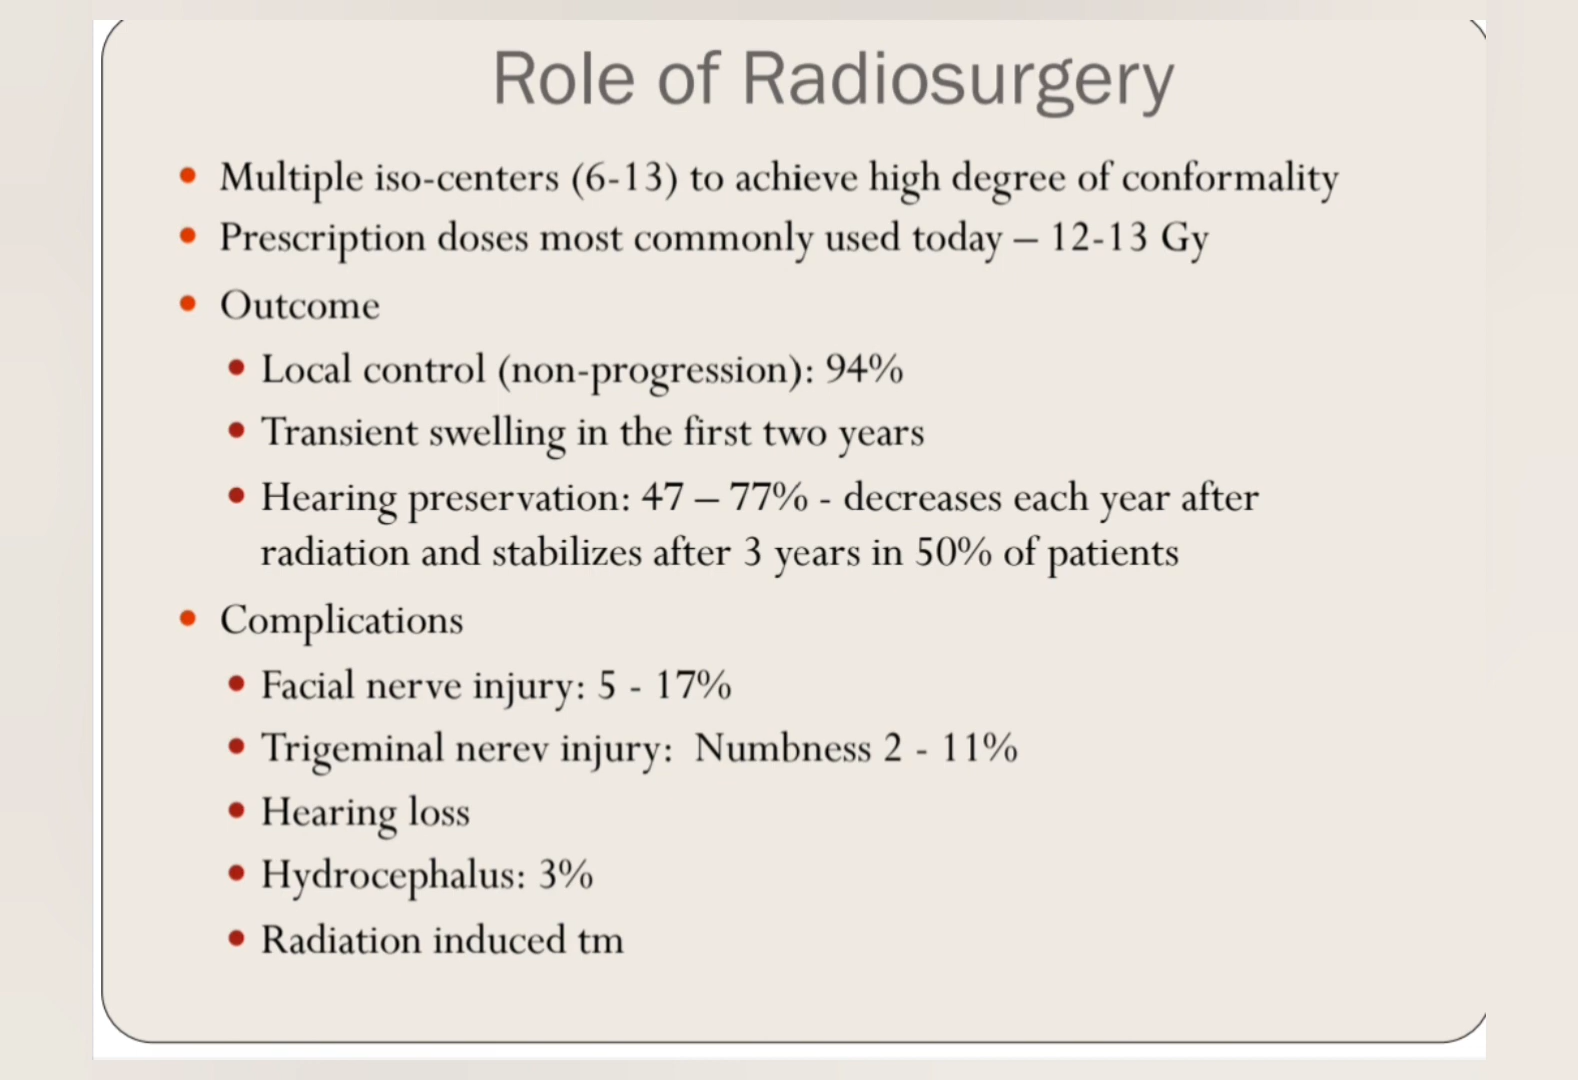 Role of Radiosurgery
• Multiple iso-centers (6-13) to achieve high degree of conformality
• Prescription doses most commonly used today – 12-13 Gy
• Outcome
• Local control (non-progression): 94%
• Transient swelling in the first two years
• Hearing preservation: 47 – 77% - decreases each year after
radiation and stabilizes after 3 years in 50% of patients
• Complications
• Facial nerve injury: 5 - 17%
• Trigeminal nerev injury:  Numbness 2 - 11%
• Hearing loss
• Hydrocephalus: 3%
• Radiation induced tm